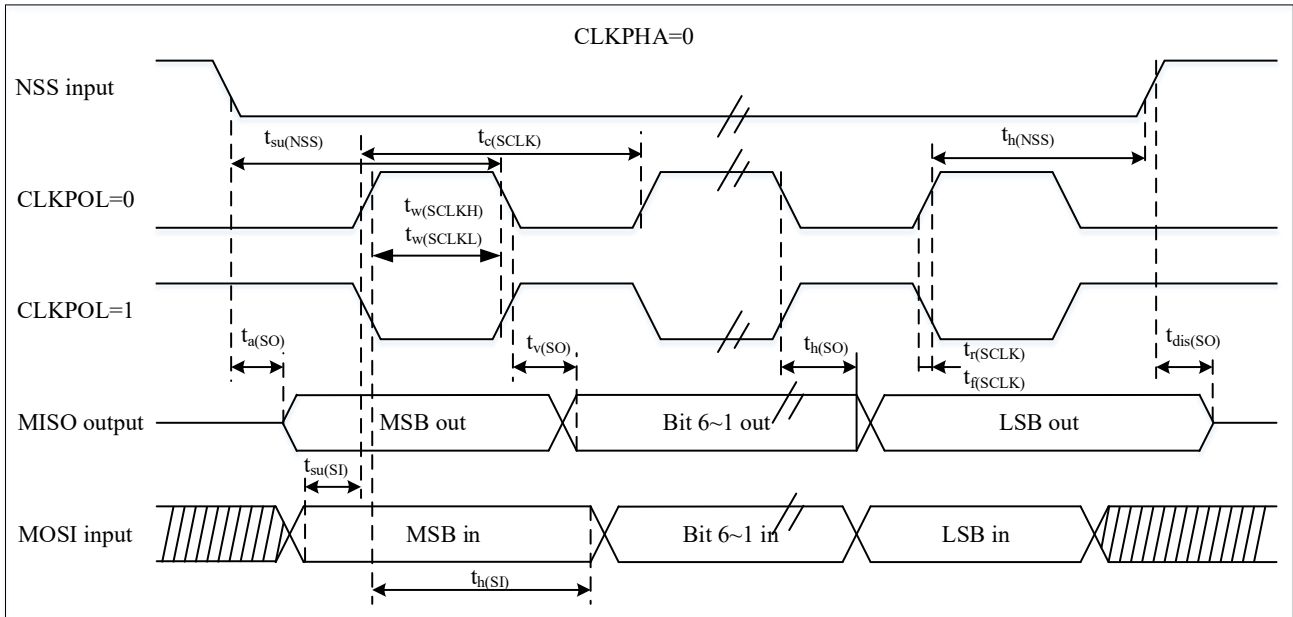 CLKPHA=0
NSS input
tsu(NSS)
tc(SCLK)
th(NSS)
CLKPOL=0
tw(SCLKH)
tw(SCLKL)
CLKPOL=1
ta(SO)
tv(SO)
th(SO)
tr(SCLK)
tf(SCLK)
tdis(SO)
MISO output
MSB out
Bit 6~1 out
LSB out
tsu(SI)
MOSI input
MSB in
Bit 6~1 in
LSB in
th(SI)